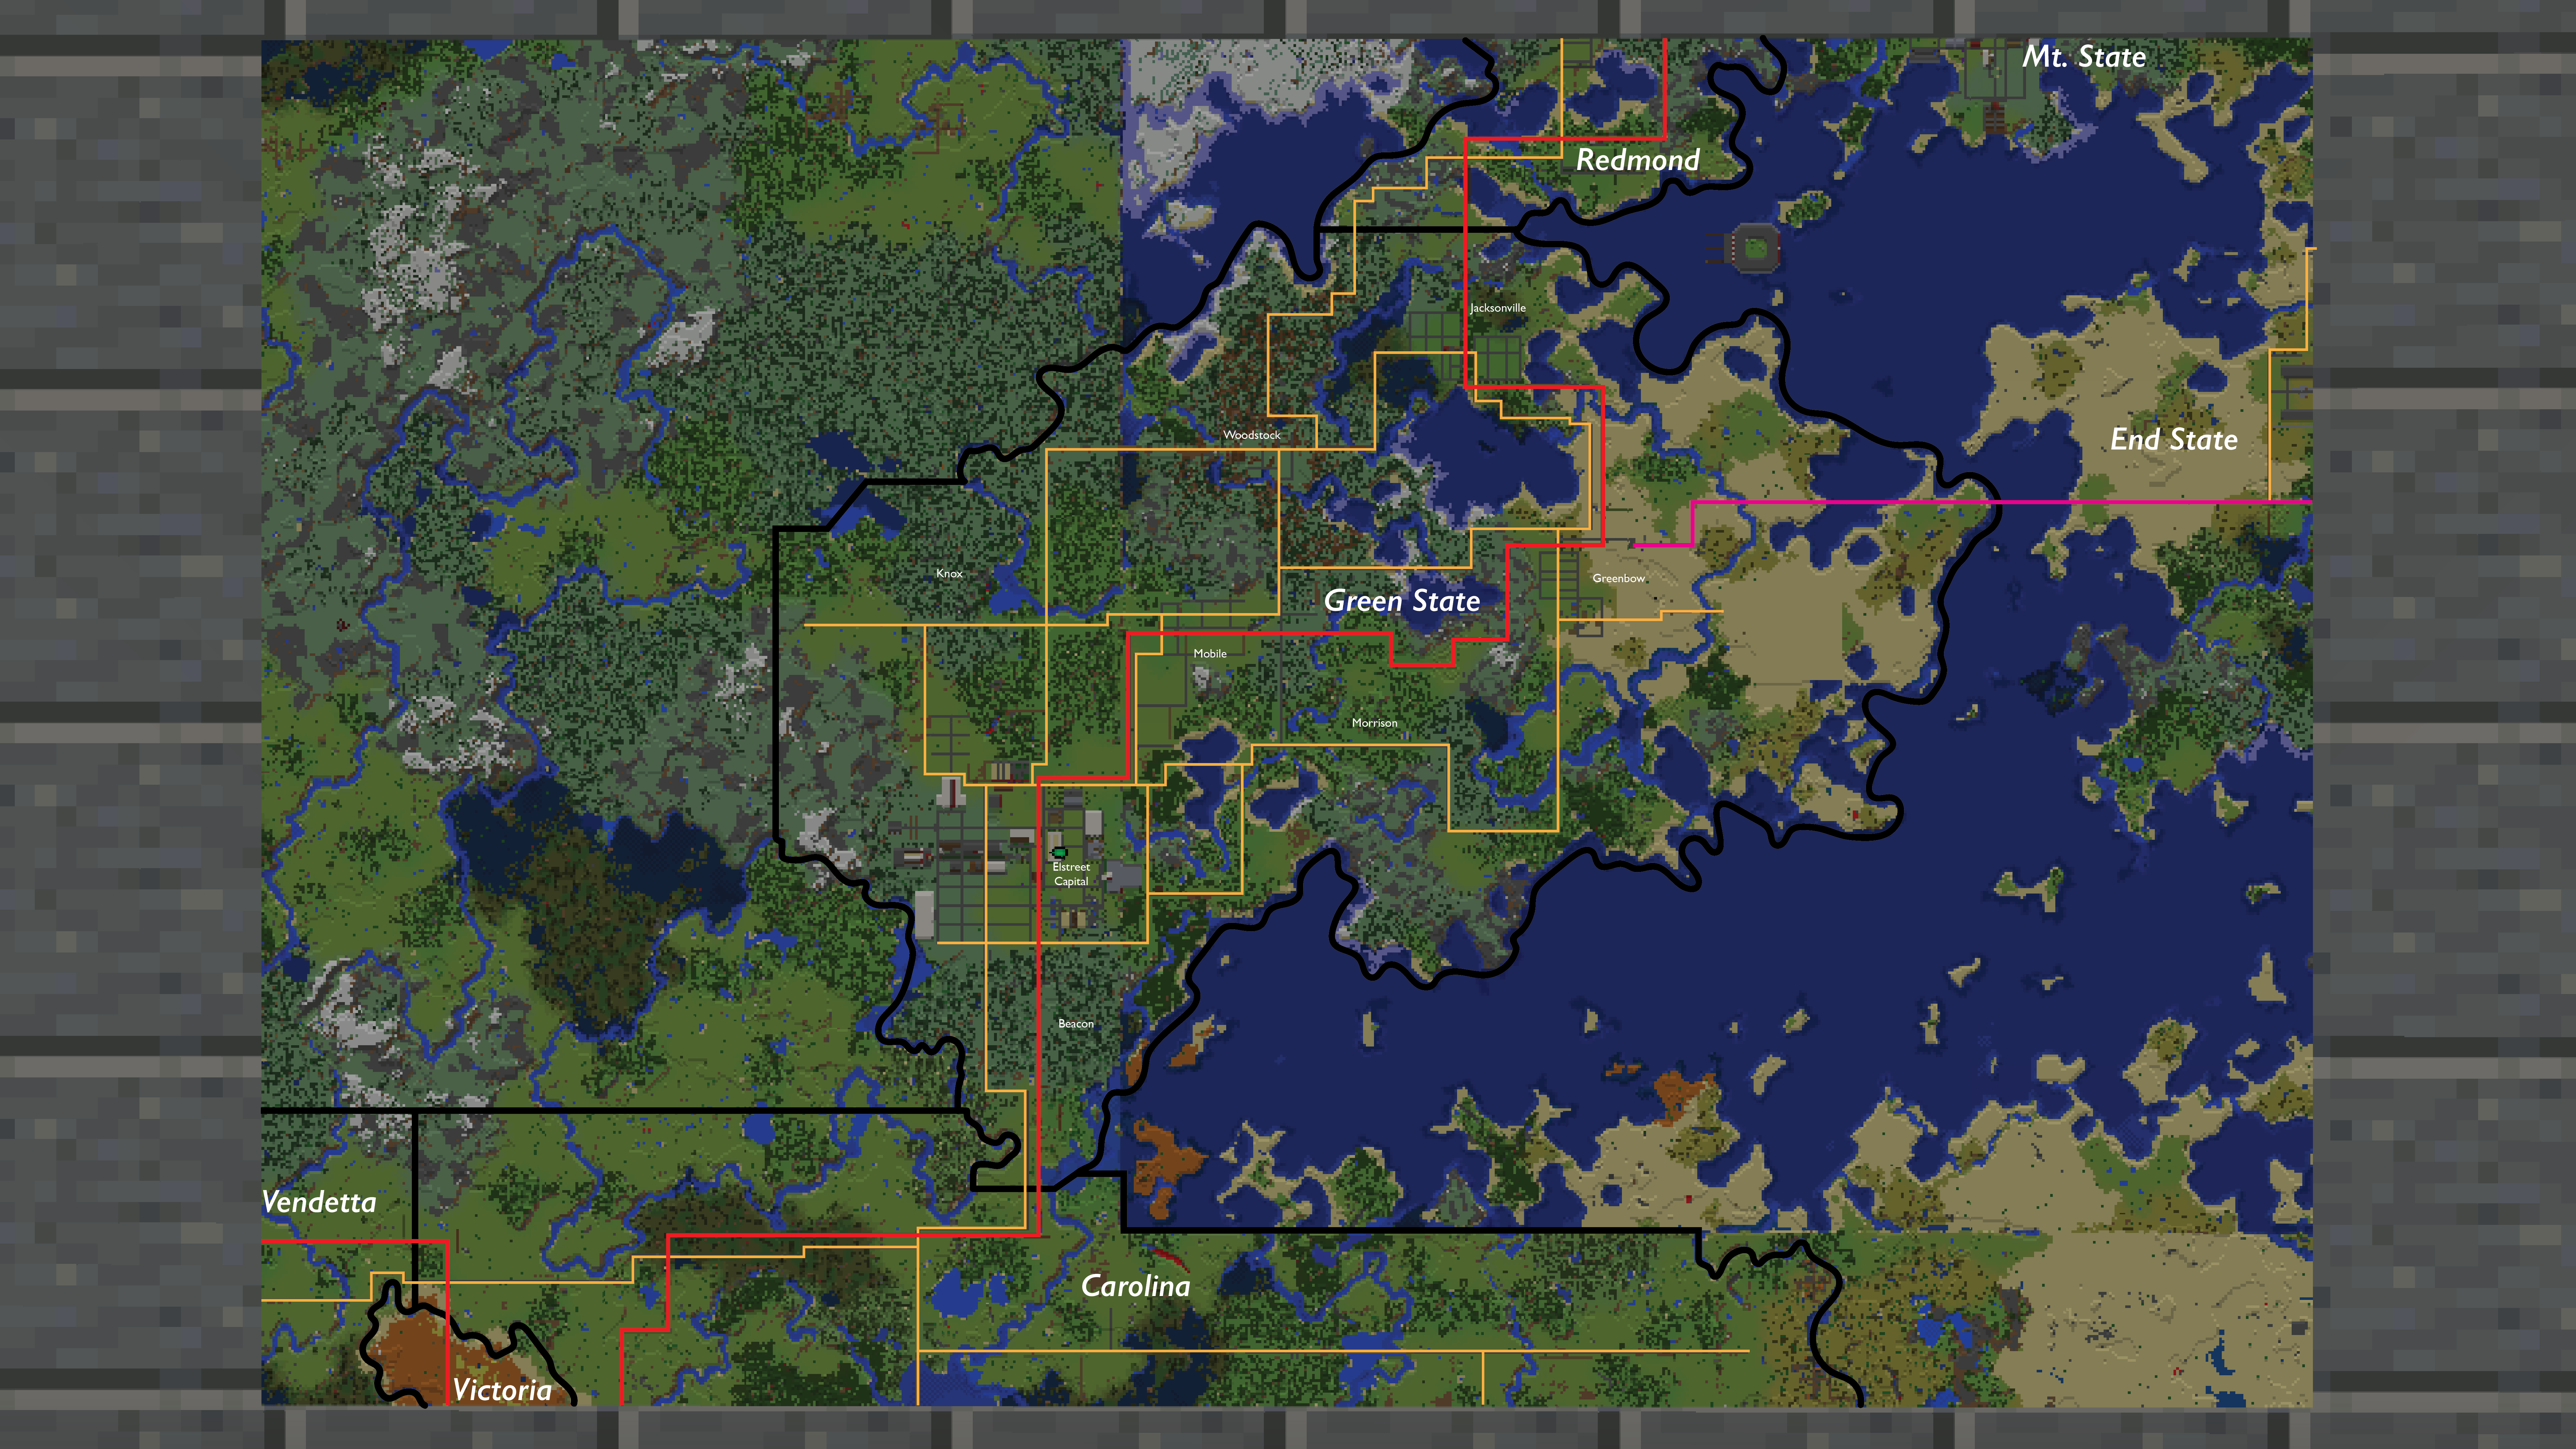 Mt. State
Redmond
Jacksonville
Woodstock
End State
Knox
Greenbow
Green State
Mobile
Morrison
Elstreet
Capital
Beacon
Vendetta
Carolina
Victoria